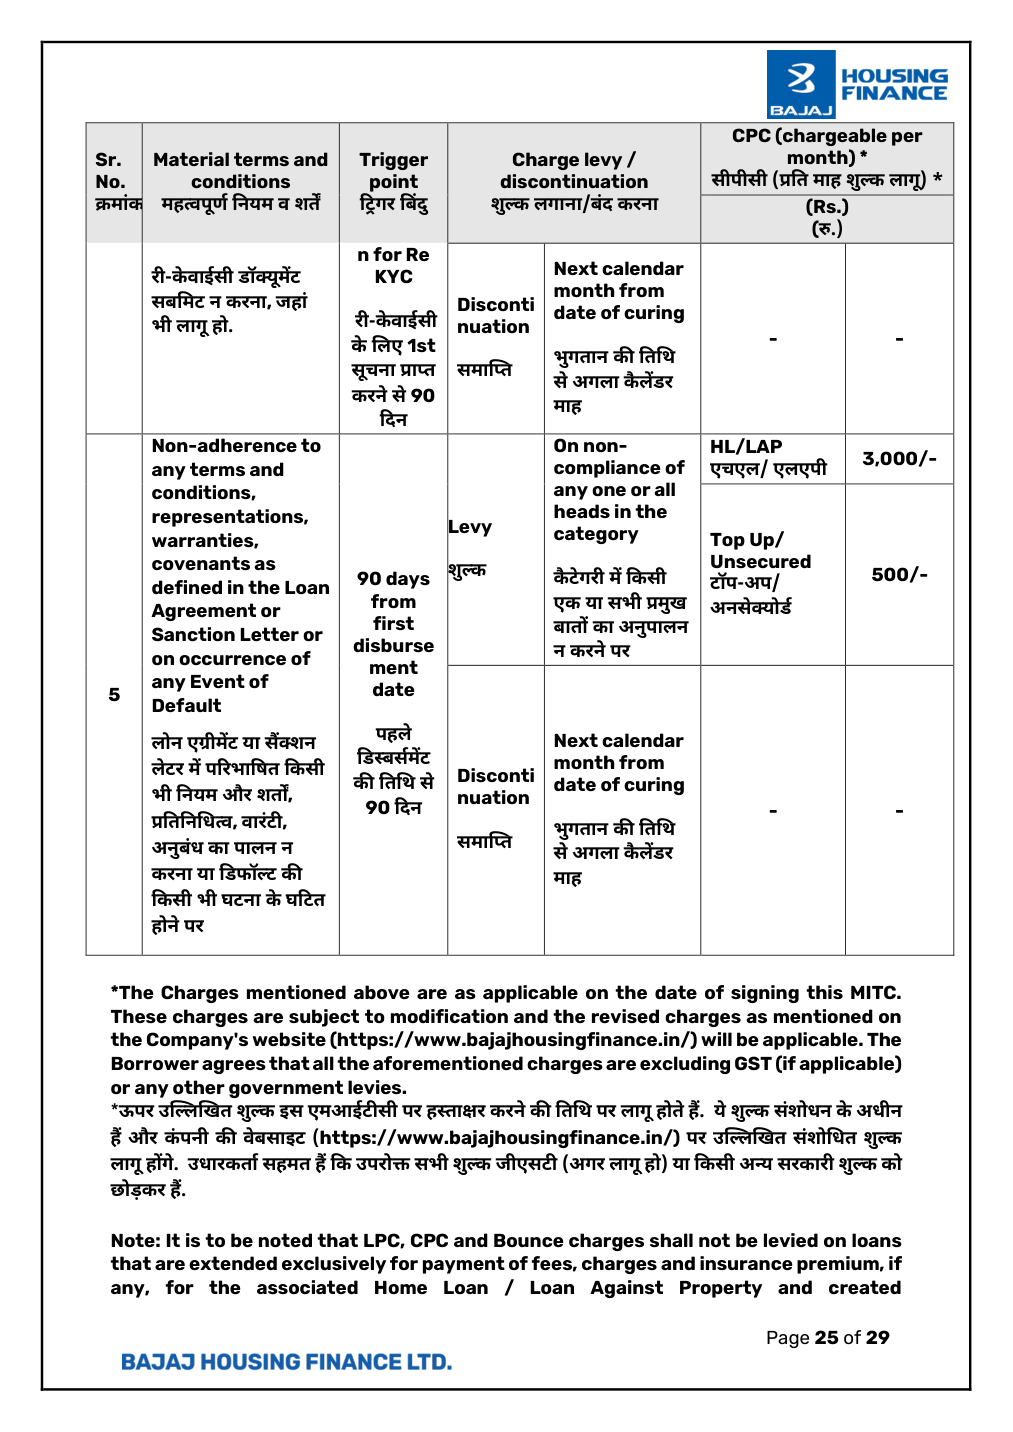 HOUSING
FINANCE
BAJAJ
Sr.
No.
क्रमांक
Material terms and
conditions
महत्वपूर्ण नियम व शर्तें
Trigger
point
ट्रिगर बिंदु
Charge levy /
discontinuation
शुल्क लगाना/बंद करना
CPC (chargeable per
month) *
सीपीसी (प्रति माह शुल्क लागू) *
(Rs.)
(रु.)
री-केवाईसी डॉक्यूमेंट
सबमिट न करना, जहां
भी लागू हो.
n for Re
KYC
री-केवाईसी
के लिए 1st
सूचना प्राप्त
करने से 90
दिन
Disconti
nuation
समाप्ति
Next calendar
month from
date of curing
भुगतान की तिथि
से अगला कैलेंडर
माह
-
-
5
Non-adherence to
any terms and
conditions,
representations,
warranties,
covenants as
defined in the Loan
Agreement or
Sanction Letter or
on occurrence of
any Event of
Default
लोन एग्रीमेंट या सैंक्शन
लेटर में परिभाषित किसी
भी नियम और शर्तों,
प्रतिनिधित्व, वारंटी,
अनुबंध का पालन न
करना या डिफॉल्ट की
किसी भी घटना के घटित
होने पर
90 days
from
first
disburse
ment
date
पहले
डिस्बर्समेंट
की तिथि से
90 दिन
Levy
शुल्क
On non-
compliance of
any one or all
heads in the
category
कैटेगरी में किसी
एक या सभी प्रमुख
बातों का अनुपालन
न करने पर
HL/LAP
एचएल/ एलएपी
3,000/-
Top Up/
Unsecured
टॉप-अप/
अनसेक्योर्ड
500/-
Disconti
nuation
समाप्ति
Next calendar
month from
date of curing
भुगतान की तिथि
से अगला कैलेंडर
माह
-
-
*The Charges mentioned above are as applicable on the date of signing this MITC.
These charges are subject to modification and the revised charges as mentioned on
the Company's website (https://www.bajajhousingfinance.in/) will be applicable. The
Borrower agrees that all the aforementioned charges are excluding GST (if applicable)
or any other government levies.
*ऊपर उल्लिखित शुल्क इस एमआईटीसी पर हस्ताक्षर करने की तिथि पर लागू होते हैं. ये शुल्क संशोधन के अधीन
हैं और कंपनी की वेबसाइट (https://www.bajajhousingfinance.in/) पर उल्लिखित संशोधित शुल्क
लागू होंगे. उधारकर्ता सहमत हैं कि उपरोक्त सभी शुल्क जीएसटी (अगर लागू हो) या किसी अन्य सरकारी शुल्क को
छोड़कर हैं.
Note: It is to be noted that LPC, CPC and Bounce charges shall not be levied on loans
that are extended exclusively for payment of fees, charges and insurance premium, if
any, for the associated Home Loan / Loan Against Property and created
Page 25 of 29
BAJAJ HOUSING FINANCE LTD.